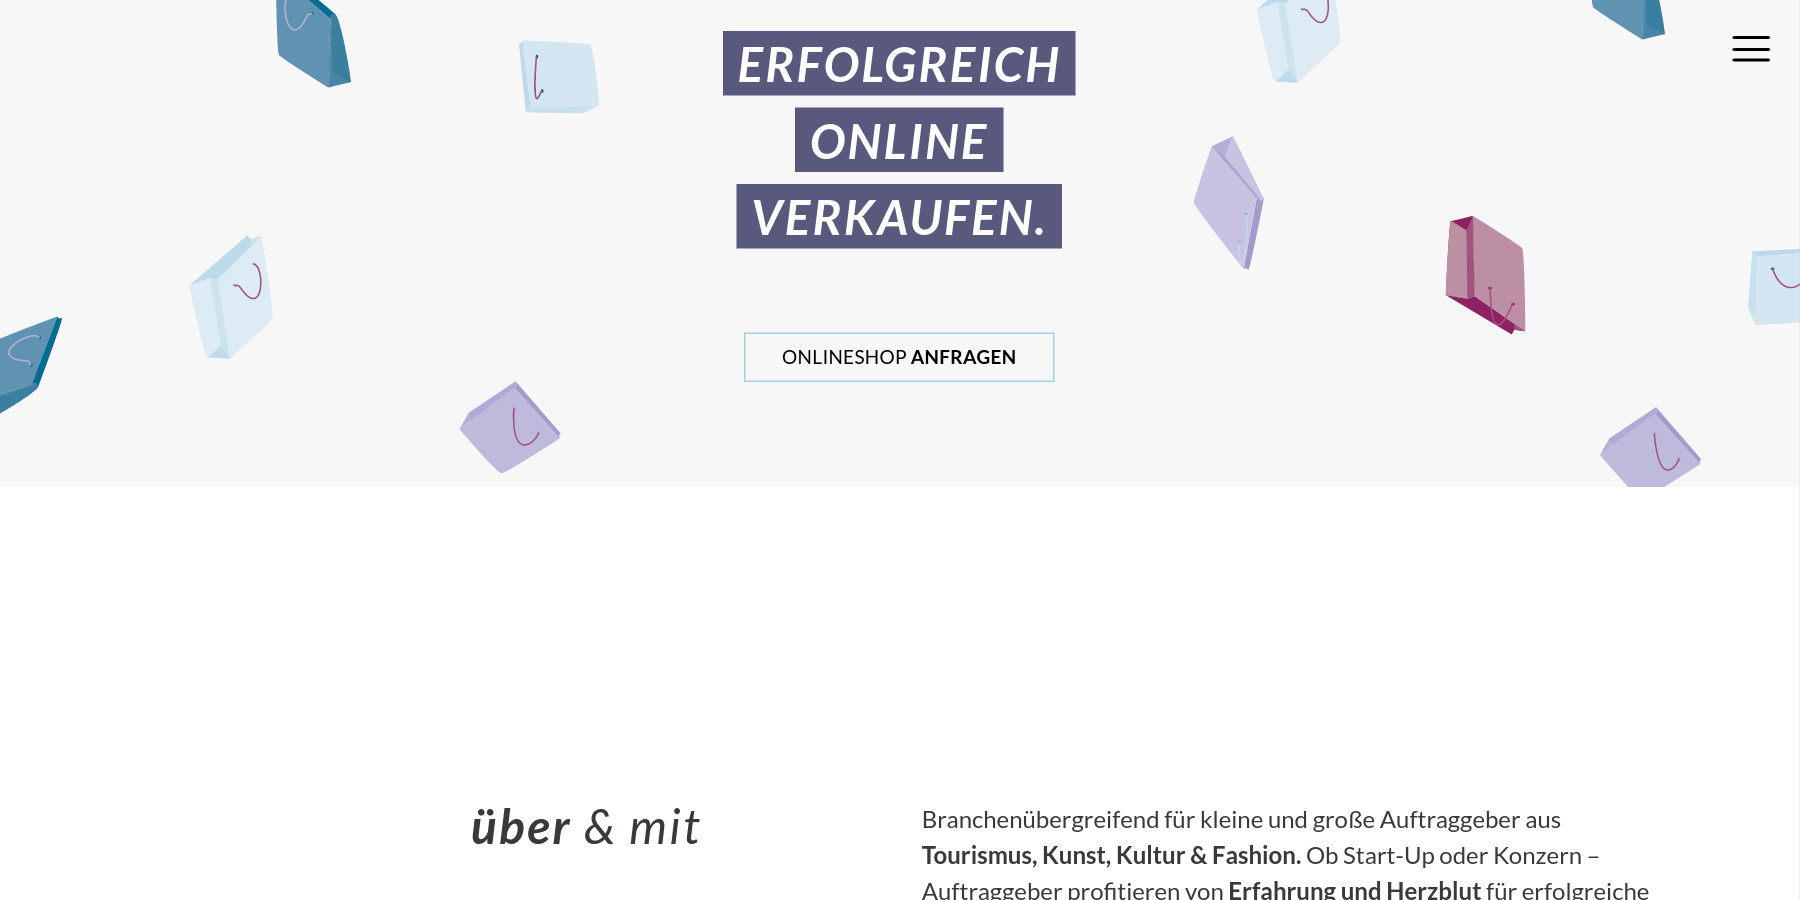 ERFOLGREICH
ONLINE
VERKAUFEN.
ONLINESHOP ANFRAGEN
über & mit
Branchenübergreifend für kleine und große Auftraggeber aus
Tourismus, Kunst, Kultur & Fashion. Ob Start-Up oder Konzern –
Auftraggeber profitieren von Erfahrung und Herzblut für erfolgreiche